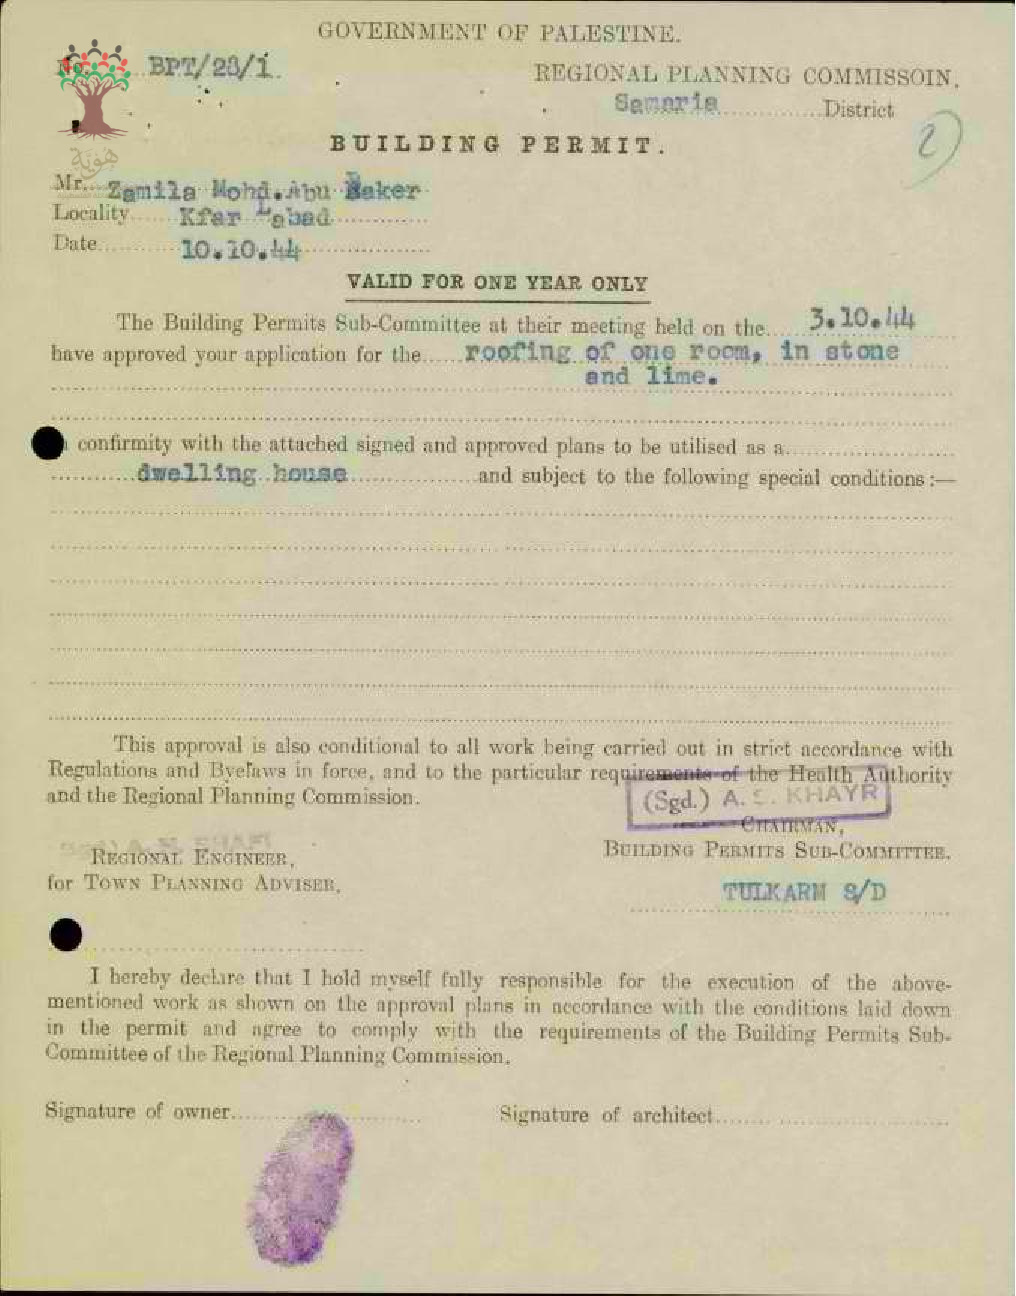 GOVERNMENT OF PALESTINE.
No. BPT/28/1.
REGIONAL PLANNING COMMISSOIN.
Samaria District
2
BUILDING PERMIT.
هوية
Mr. Zamila Mohd.Abu Baker
Locality Kfar Labad
Date 10.10.44
VALID FOR ONE YEAR ONLY
The Building Permits Sub-Committee at their meeting held on the 3.10.44
have approved your application for the roofing of one room, in stone
and lime.
confirmity with the attached signed and approved plans to be utilised as a
dwelling house and subject to the following special conditions :—
This approval is also conditional to all work being carried out in strict accordance with
Regulations and Byelaws in force, and to the particular requirements of the Health Authority
and the Regional Planning Commission.
(Sgd.) A. S. KHAYR
CHAIRMAN,
REGIONAL ENGINEER,
BUILDING PERMITS SUB-COMMITTEE.
for TOWN PLANNING ADVISER,
TULKARM S/D
I hereby declare that I hold myself fully responsible for the execution of the above-
mentioned work as shown on the approval plans in accordance with the conditions laid down
in the permit and agree to comply with the requirements of the Building Permits Sub-
Committee of the Regional Planning Commission.
Signature of owner
Signature of architect